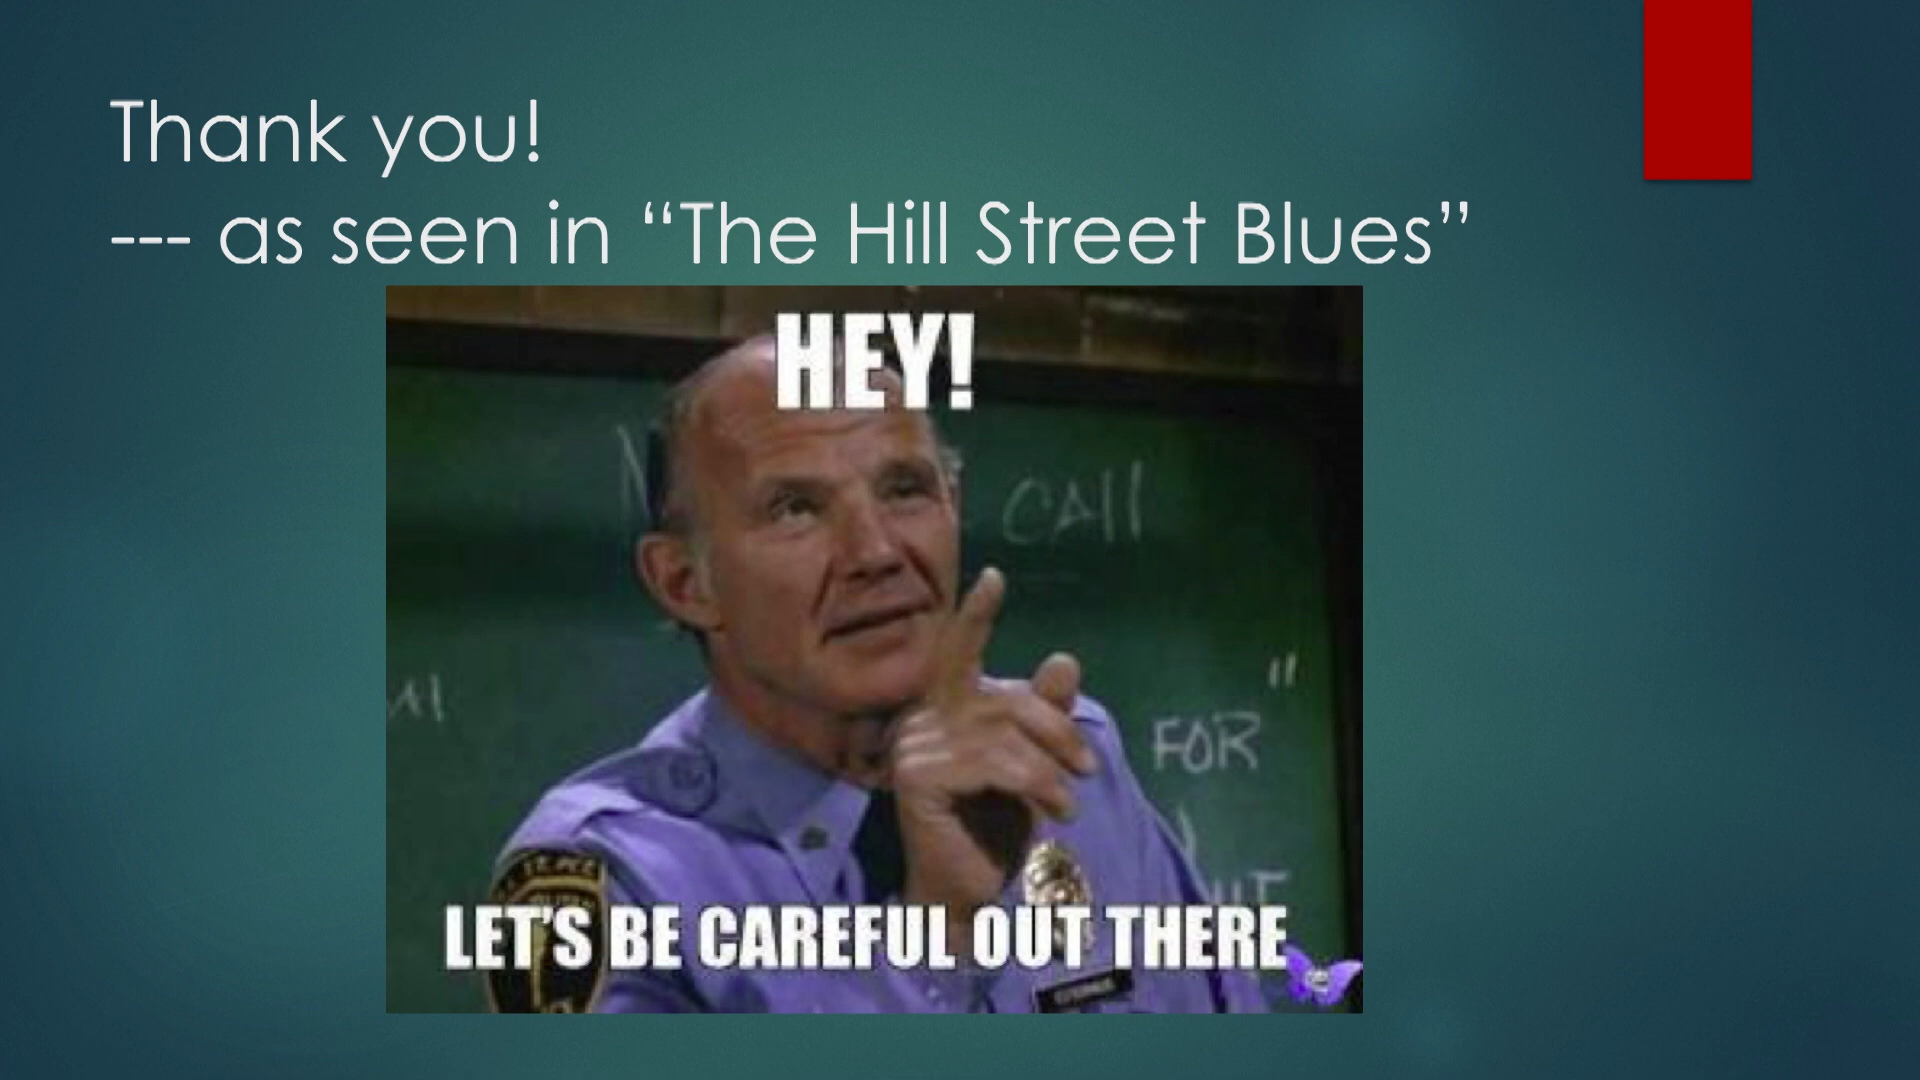 Thank you!
--- as seen in “The Hill Street Blues”
HEY!
CAll
"
FOR
LET'S BE CAREFUL OUT THERE